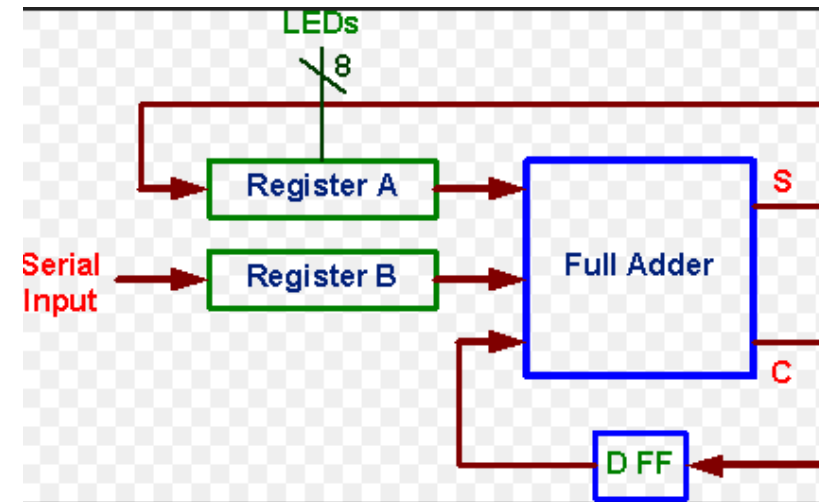 LEDs
8
Register A
S
Serial
Input
Register B
Full Adder
C
D FF